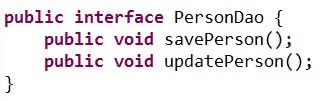 public interface PersonDao {
    public void savePerson();
    public void updatePerson();
}